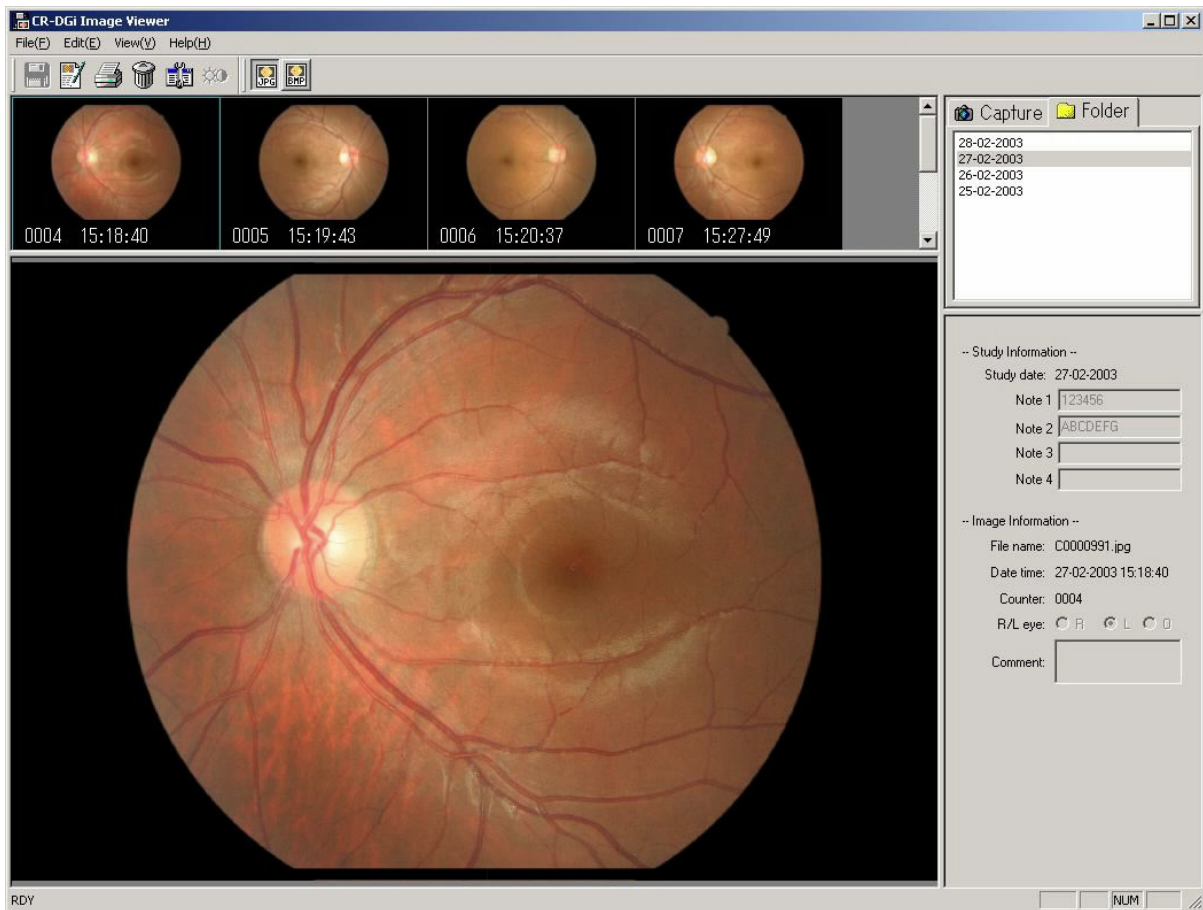 CR-DGi Image Viewer
File(F) Edit(E) View(V) Help(H)
JPG BMP
0004 15:18:40
0005 15:19:43
0006 15:20:37
0007 15:27:49
Capture Folder
28-02-2003
27-02-2003
26-02-2003
25-02-2003
-- Study Information --
Study date: 27-02-2003
Note 1 123456
Note 2 ABCDEFG
Note 3
Note 4
-- Image Information --
File name: C0000991.jpg
Date time: 27-02-2003 15:18:40
Counter: 0004
R/L eye: R L O
Comment:
RDY NUM